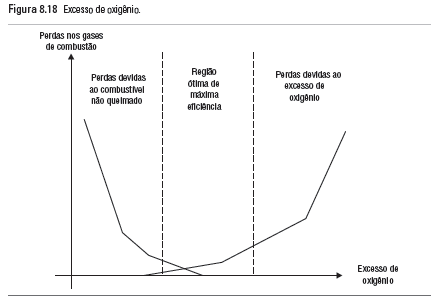 Figura 8.18 Excesso de oxigênio.
Perdas nos gases
de combustão
Perdas devidas
ao combustível
não queimado
Região
ótima de
máxima
eficiência
Perdas devidas ao
excesso de
oxigênio
Excesso de
oxigênio